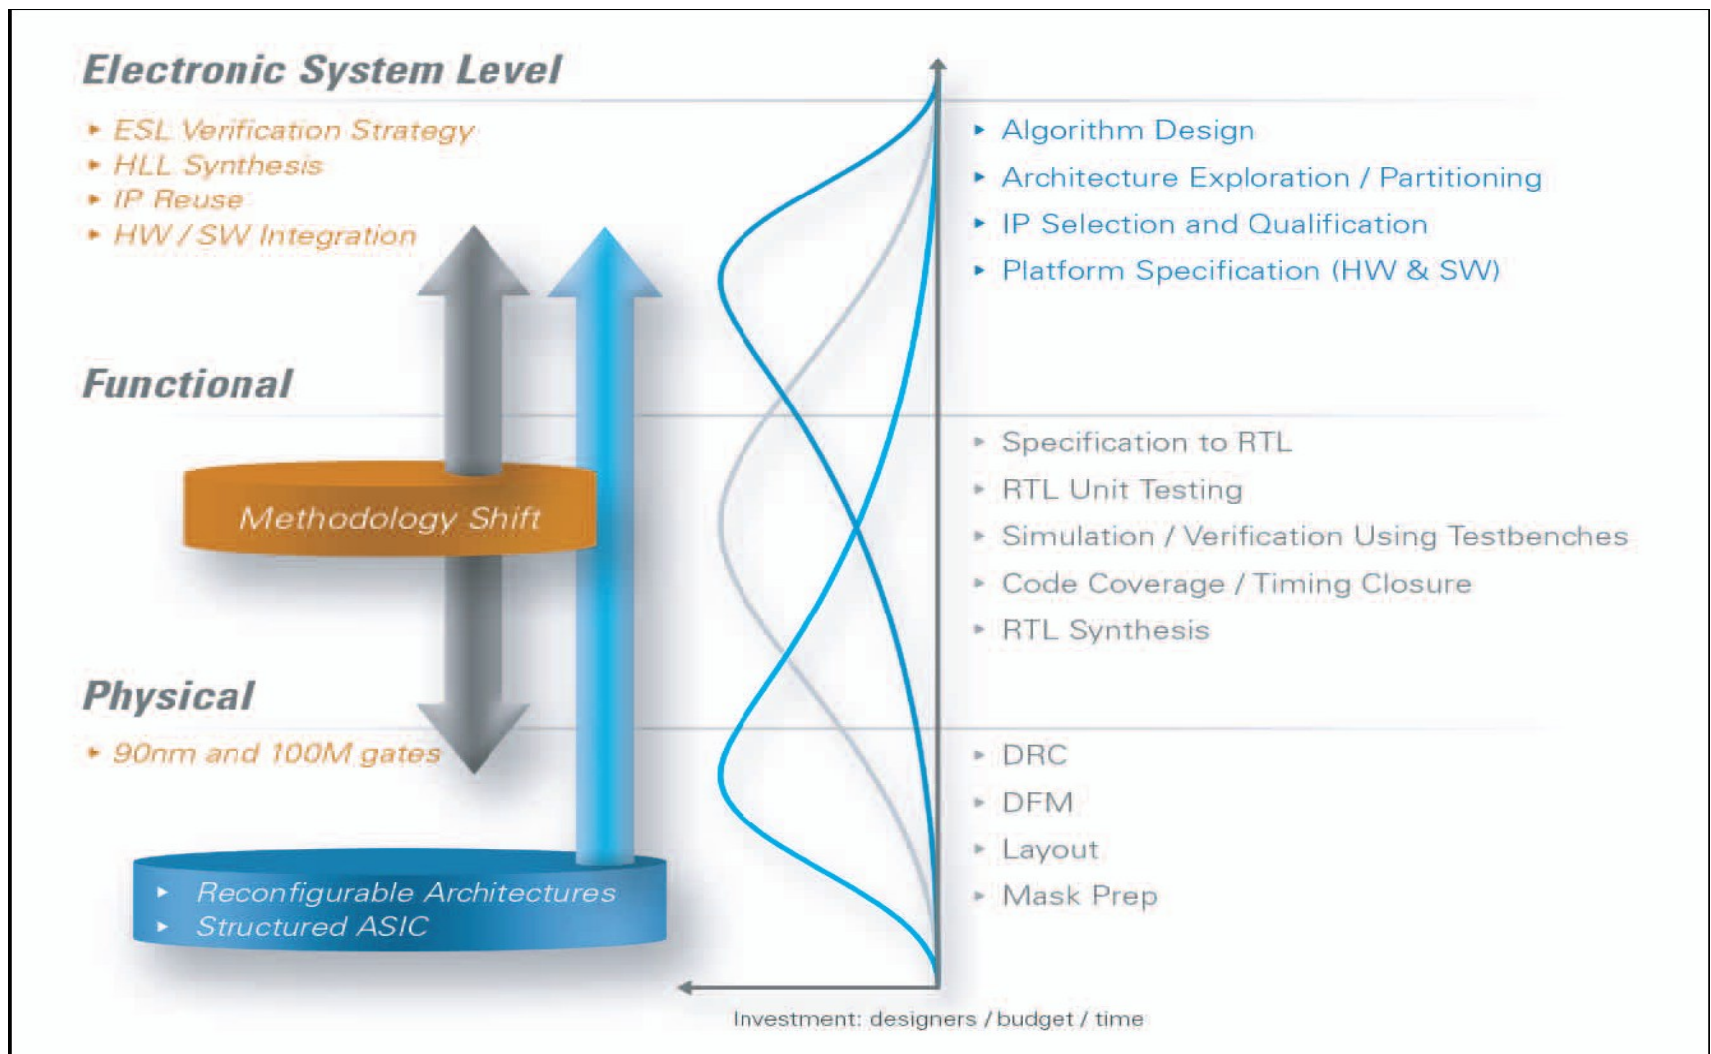 Electronic System Level
▸ ESL Verification Strategy
▸ HLL Synthesis
▸ IP Reuse
▸ HW / SW Integration
▸ Algorithm Design
▸ Architecture Exploration / Partitioning
▸ IP Selection and Qualification
▸ Platform Specification (HW & SW)
Functional
Methodology Shift
▸ Specification to RTL
▸ RTL Unit Testing
▸ Simulation / Verification Using Testbenches
▸ Code Coverage / Timing Closure
▸ RTL Synthesis
Physical
▸ 90nm and 100M gates
▸ DRC
▸ DFM
▸ Layout
▸ Mask Prep
▸ Reconfigurable Architectures
▸ Structured ASIC
Investment: designers / budget / time